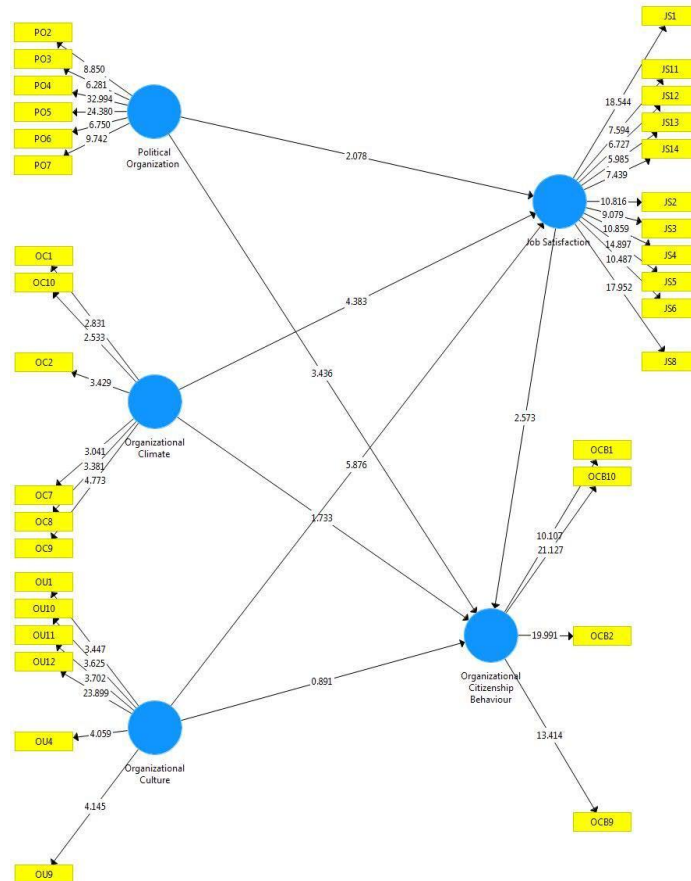 PO2
PO3
PO4
PO5
PO6
PO7
8.850
6.281
32.994
24.380
6.750
9.742
Political
Organization
2.078
JS1
JS11
JS12
JS13
JS14
JS2
JS3
JS4
JS5
JS6
JS8
18.544
7.594
6.727
5.985
7.439
10.816
9.079
10.859
14.897
10.487
17.952
Job Satisfaction
OC1
OC10
OC2
OC7
OC8
OC9
2.831
2.533
3.429
3.041
3.381
4.773
Organizational
Climate
4.383
3.436
5.876
1.733
2.573
OU1
OU10
OU11
OU12
OU4
OU9
3.447
3.625
3.702
23.899
4.059
4.145
Organizational
Culture
0.891
OCB1
OCB10
OCB2
OCB9
10.107
21.127
19.991
13.414
Organizational
Citizenship
Behaviour